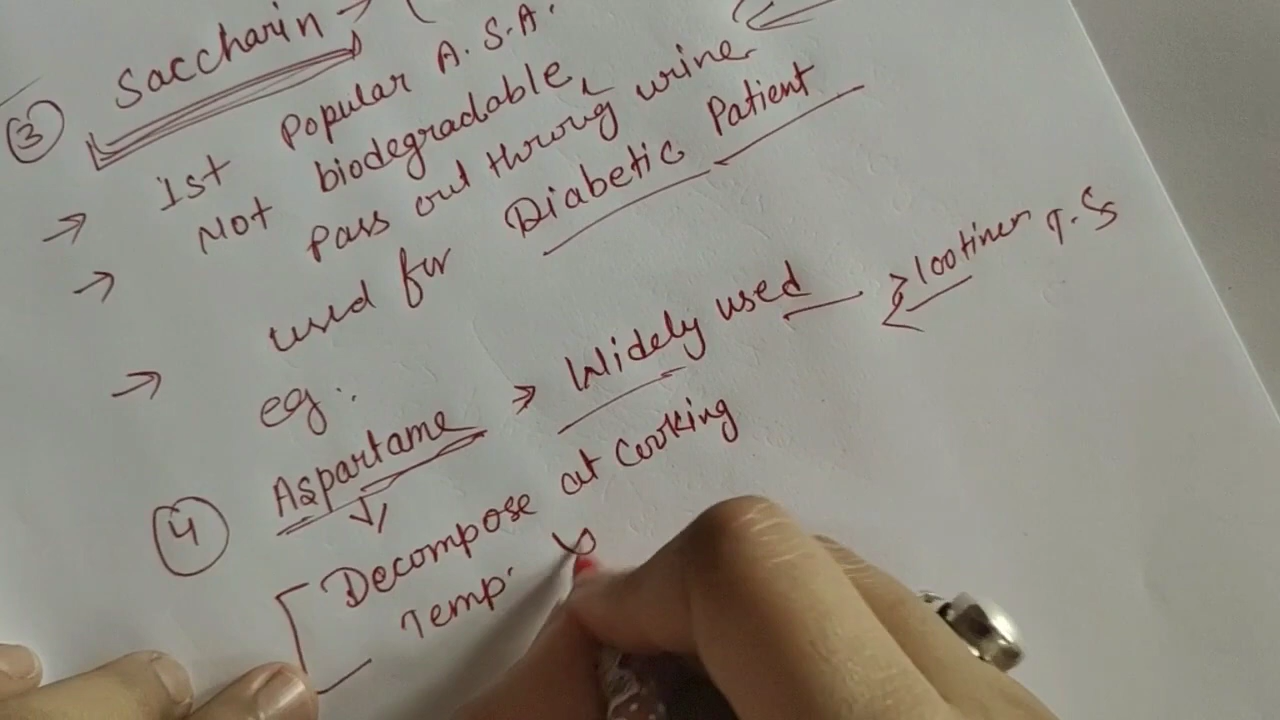 ③ Saccharin →
→ 1st Popular A.S.A.
→ Not biodegradable,
pass out throug urine
→ used for Diabetic Patient
eg.
④ Aspartame → Widely used > 100 times T.S
Decompose at Cooking
Temp.